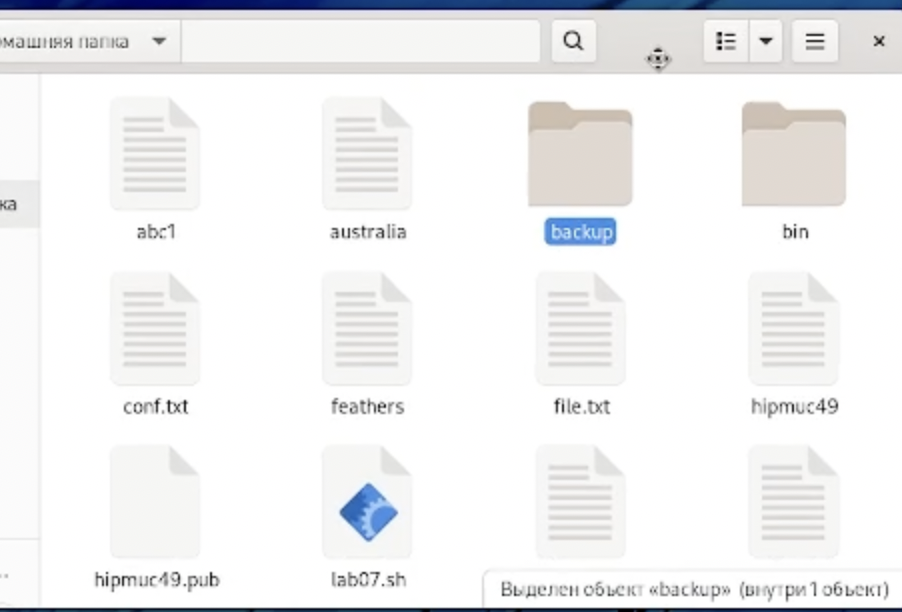 омашняя папка
abc1
australia
backup
bin
ка
conf.txt
feathers
file.txt
hipmuc49
hipmuc49.pub
lab07.sh
Выделен объект «backup» (внутри 1 объект)